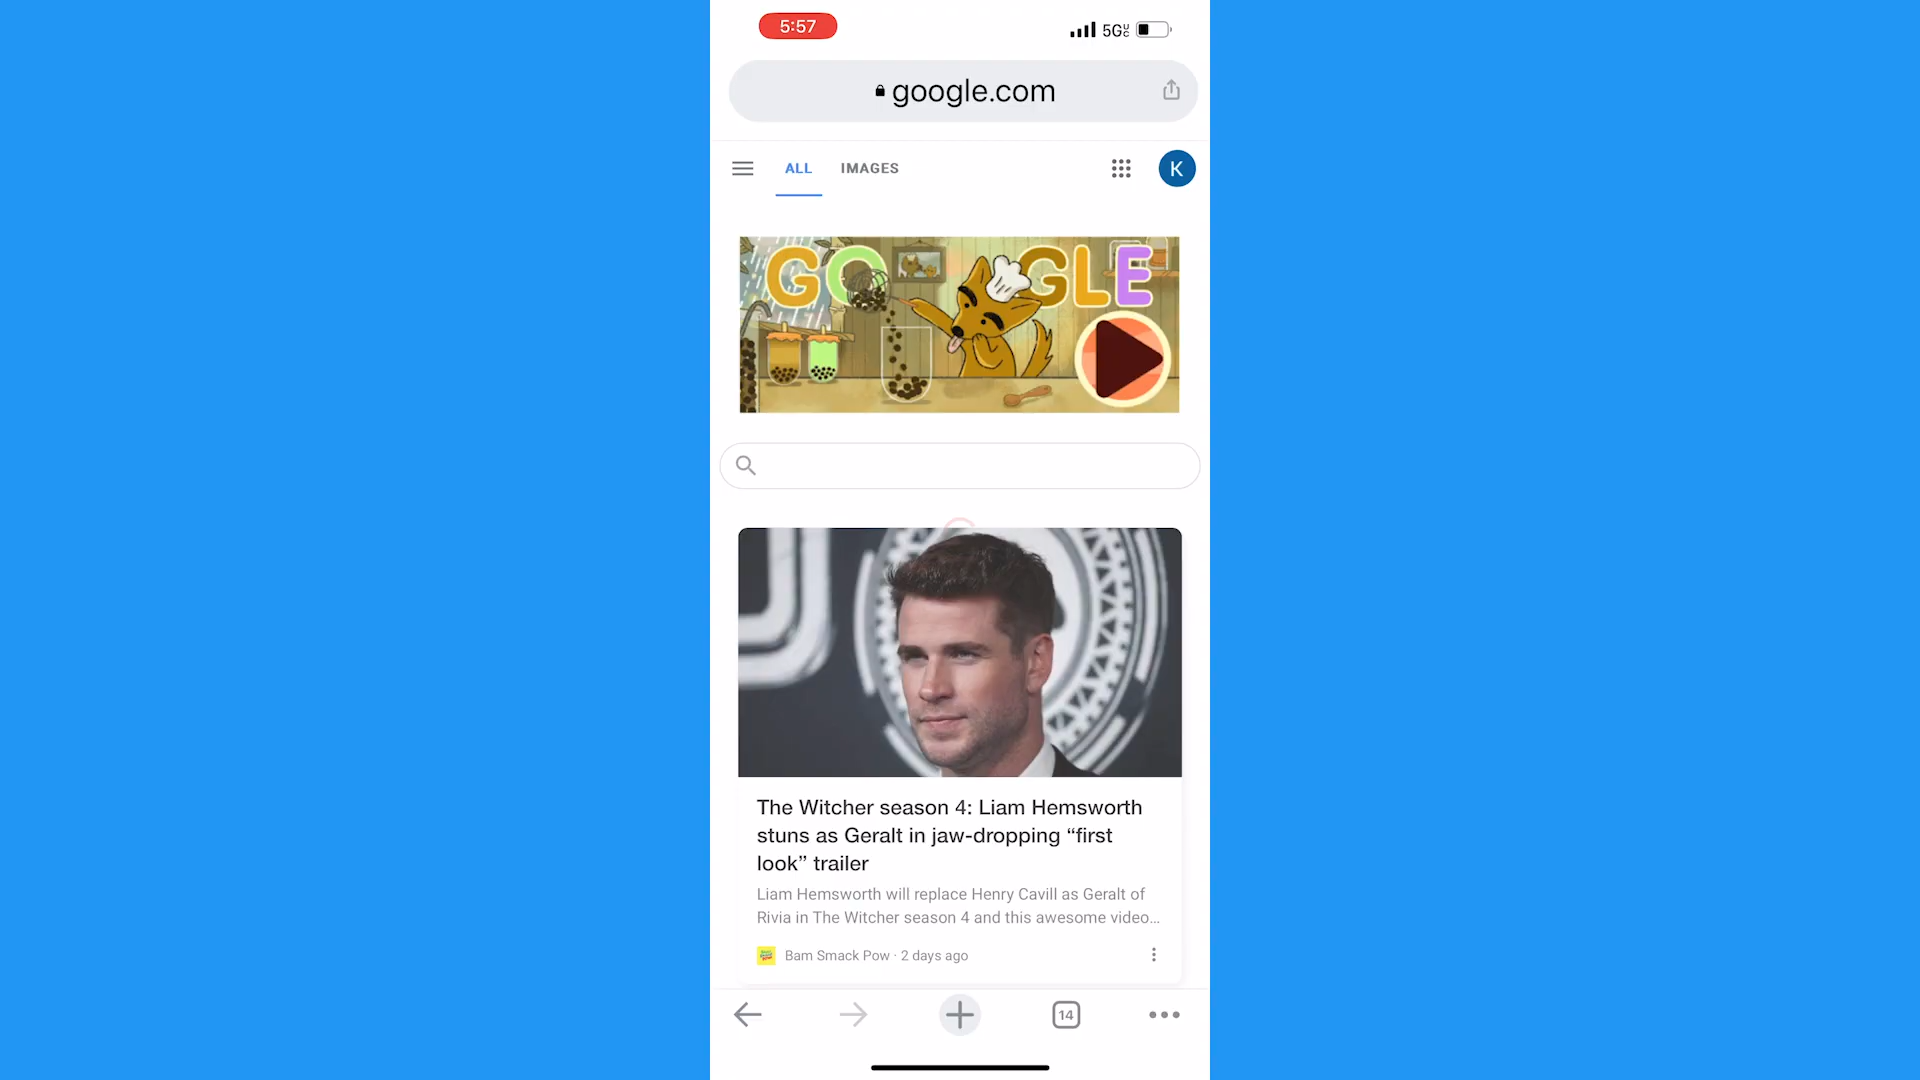 5:57
5G UC
google.com
ALL IMAGES
K
GOOGLE
The Witcher season 4: Liam Hemsworth
stuns as Geralt in jaw-dropping “first
look” trailer
Liam Hemsworth will replace Henry Cavill as Geralt of
Rivia in The Witcher season 4 and this awesome video...
Bam Smack Pow · 2 days ago
14